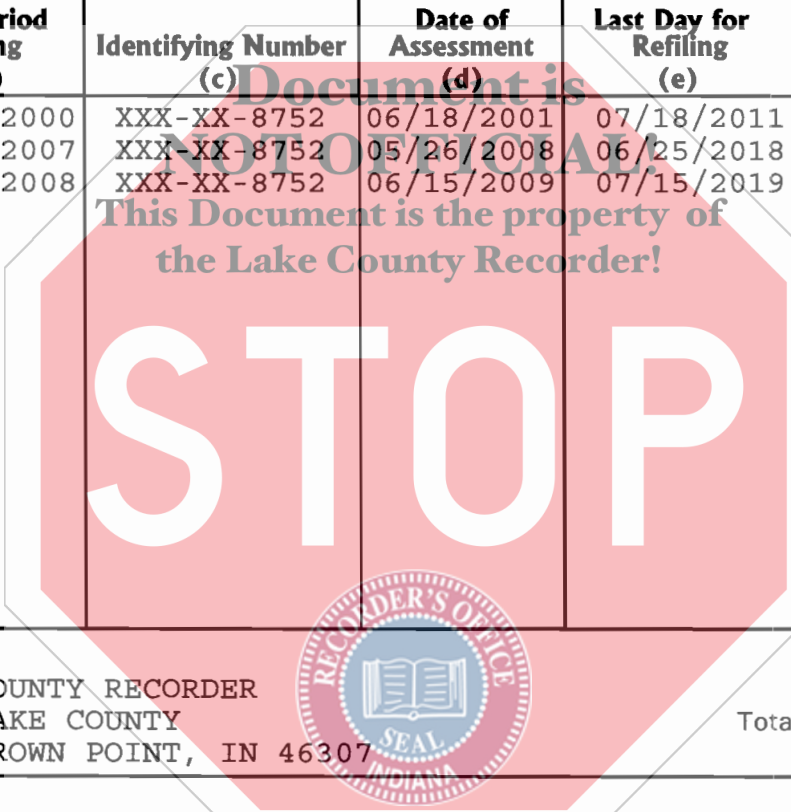 riod
ng
)
Identifying Number
(c)
Date of
Assessment
(d)
Last Day for
Refiling
(e)
2000 XXX-XX-8752 06/18/2001 07/18/2011
2007 XXX-XX-8752 05/26/2008 06/25/2018
2008 XXX-XX-8752 06/15/2009 07/15/2019
Document is
NOT OFFICIAL!
This Document is the property of
the Lake County Recorder!
STOP
RECORDER'S OFFICE
SEAL
INDIANA
OUNTY RECORDER
AKE COUNTY
ROWN POINT, IN 46307
Tota